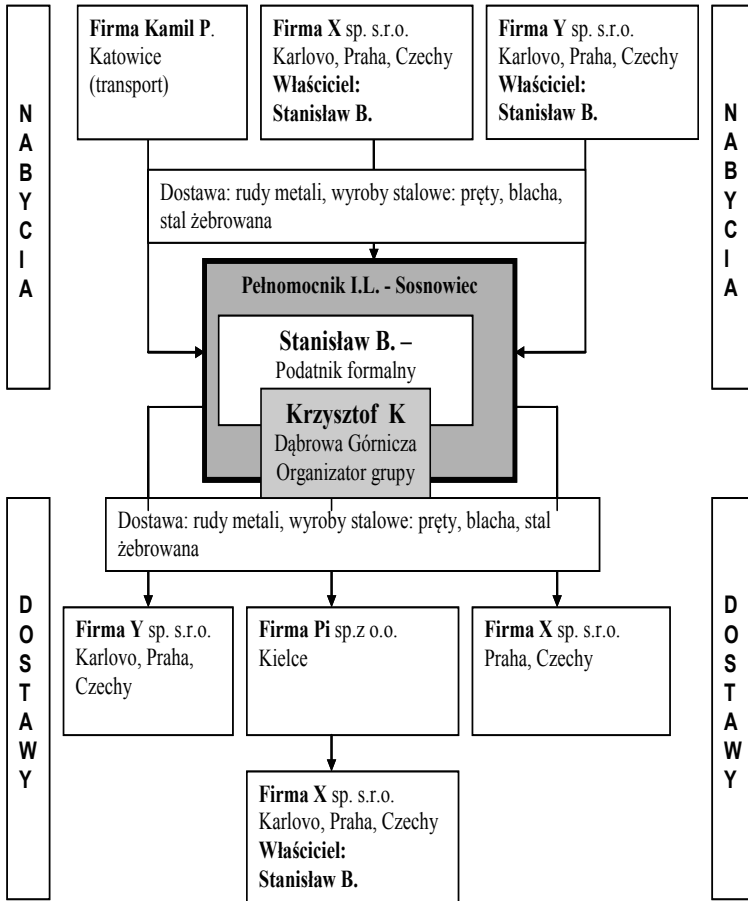 Firma Kamil P.
Katowice
(transport)
Firma X sp. s.r.o.
Karlovo, Praha, Czechy
Właściciel:
Stanisław B.
Firma Y sp. s.r.o.
Karlovo, Praha, Czechy
Właściciel:
Stanisław B.
N
A
B
Y
C
I
A
N
A
B
Y
C
I
A
Dostawa: rudy metali, wyroby stalowe: pręty, blacha,
stal żebrowana
Pełnomocnik I.L. - Sosnowiec
Stanisław B. –
Podatnik formalny
Krzysztof K
Dąbrowa Górnicza
Organizator grupy
Dostawa: rudy metali, wyroby stalowe: pręty, blacha, stal
żebrowana
D
O
S
T
A
W
Y
D
O
S
T
A
W
Y
Firma Y sp. s.r.o.
Karlovo, Praha,
Czechy
Firma Pi sp.z o.o.
Kielce
Firma X sp. s.r.o.
Praha, Czechy
Firma X sp. s.r.o.
Karlovo, Praha, Czechy
Właściciel:
Stanisław B.